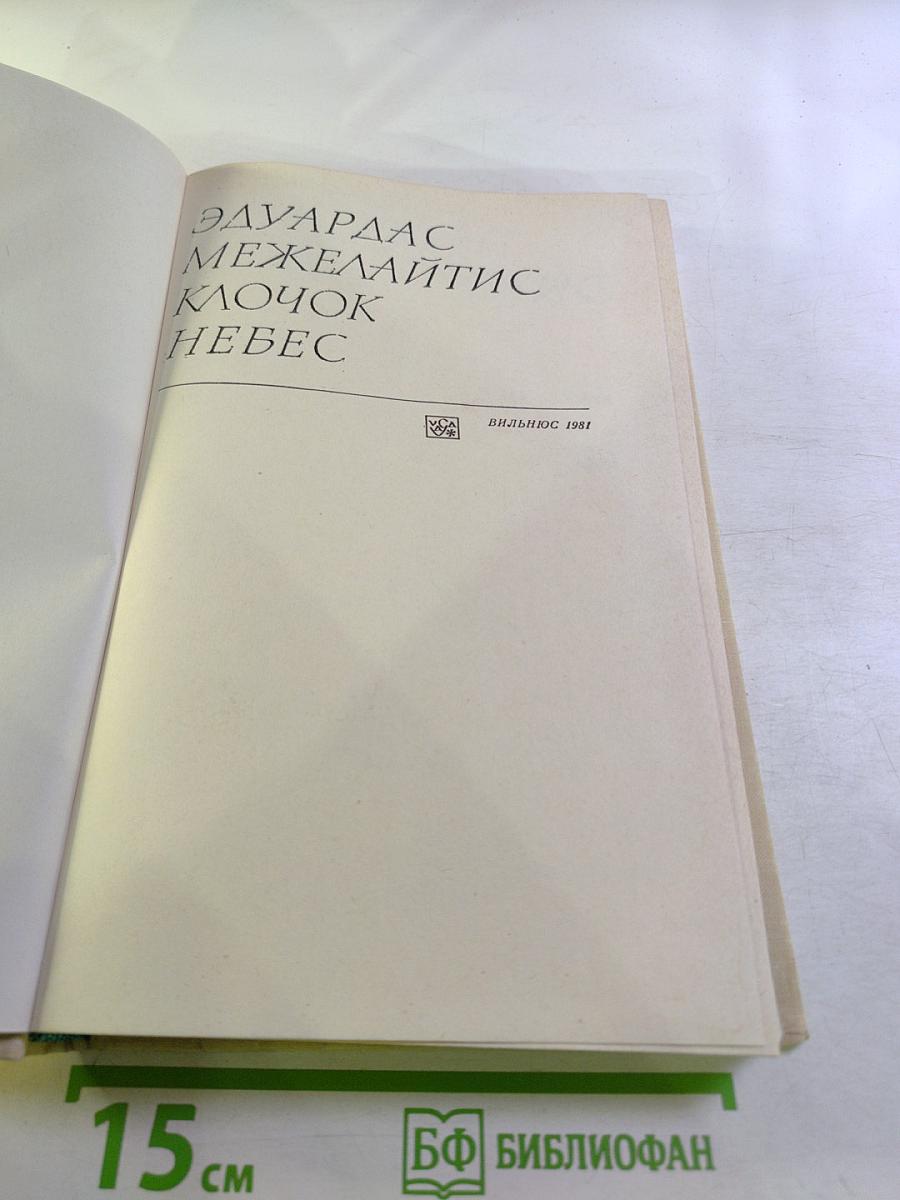 ЭДУАРДАС
МЕЖЕЛАЙТИС
КЛОЧОК
НЕБЕС
ВИЛЬНЮС 1981
15 см
БФ БИБЛИОФАН